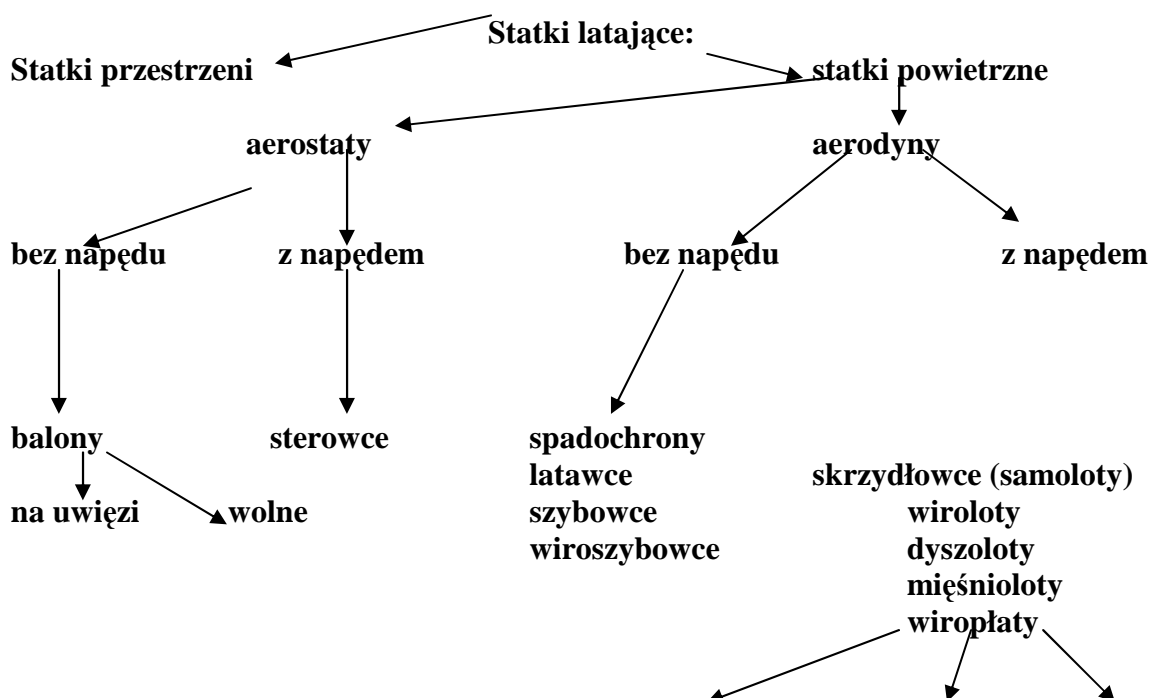 Statki latające:
Statki przestrzeni statki powietrzne
aerostaty aerodyny
bez napędu z napędem bez napędu z napędem
balony sterowce spadochrony
latawce skrzydłowce (samoloty)
na uwięzi wolne szybowce wiroloty
wiroszybowce dyszoloty
mięśnioloty
wiropłaty